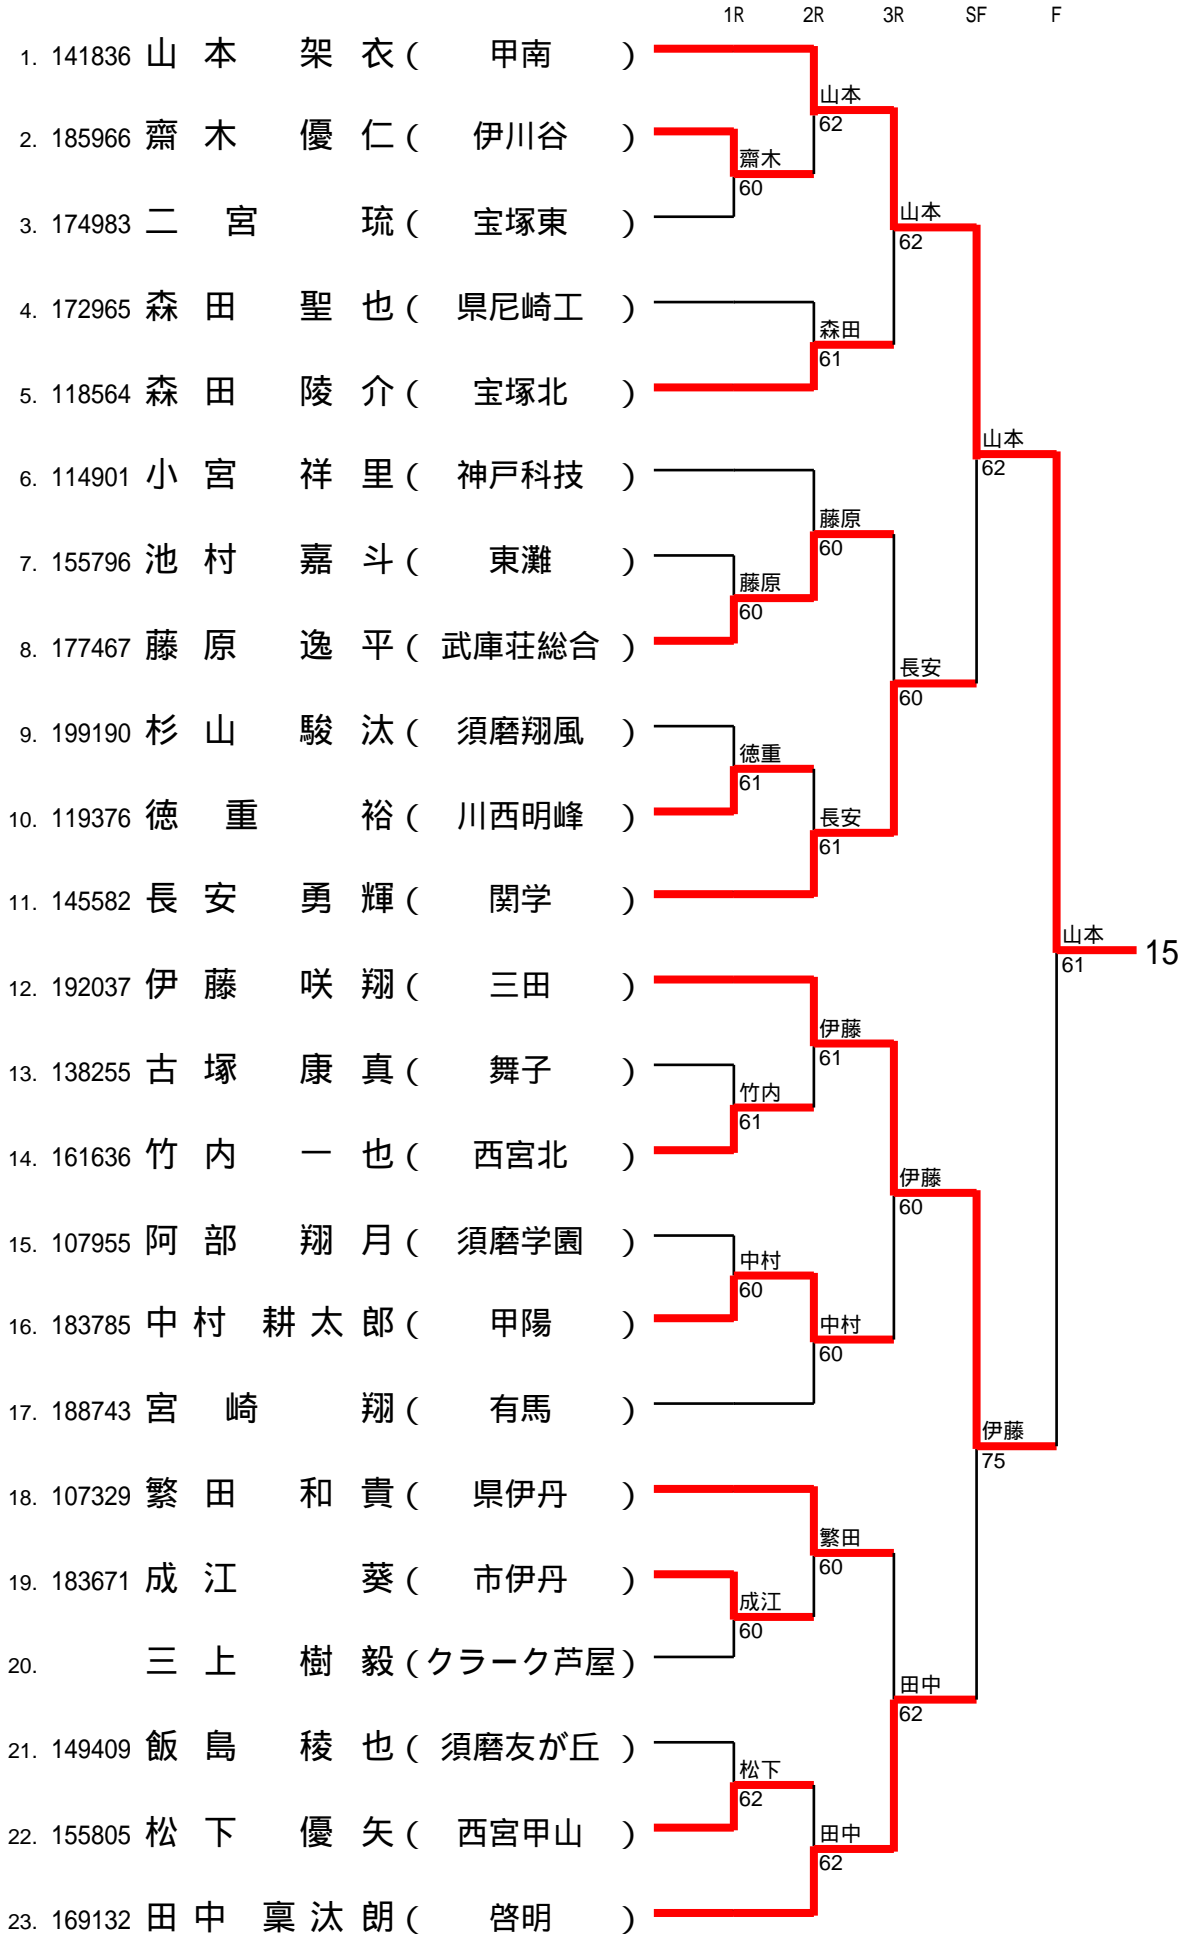 1R 2R 3R SF F
1. 141836 山本 架衣 ( 甲南 )
山本
62
2. 185966 齋木 優仁 ( 伊川谷 )
齋木
60
3. 174983 二宮 琉 ( 宝塚東 )
山本
62
4. 172965 森田 聖也 ( 県尼崎工 )
森田
61
5. 118564 森田 陵介 ( 宝塚北 )
山本
62
6. 114901 小宮 祥里 ( 神戸科技 )
藤原
60
7. 155796 池村 嘉斗 ( 東灘 )
藤原
60
8. 177467 藤原 逸平 ( 武庫荘総合 )
長安
60
9. 199190 杉山 駿汰 ( 須磨翔風 )
徳重
61
10. 119376 徳重 裕 ( 川西明峰 )
長安
61
11. 145582 長安 勇輝 ( 関学 )
山本
61
15
12. 192037 伊藤 咲翔 ( 三田 )
伊藤
61
13. 138255 古塚 康真 ( 舞子 )
竹内
61
14. 161636 竹内 一也 ( 西宮北 )
伊藤
60
15. 107955 阿部 翔月 ( 須磨学園 )
中村
60
16. 183785 中村 耕太郎 ( 甲陽 )
中村
60
17. 188743 宮崎 翔 ( 有馬 )
伊藤
75
18. 107329 繁田 和貴 ( 県伊丹 )
繁田
60
19. 183671 成江 葵 ( 市伊丹 )
成江
60
20. 三上 樹毅 (クラーク芦屋)
田中
62
21. 149409 飯島 稜也 ( 須磨友が丘 )
松下
62
22. 155805 松下 優矢 ( 西宮甲山 )
田中
62
23. 169132 田中 稟汰朗 ( 啓明 )